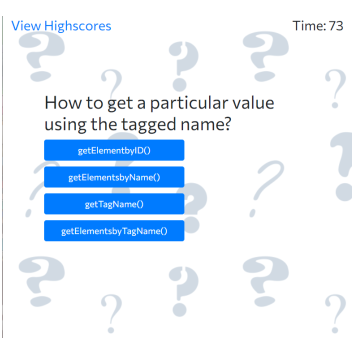 View Highscores
Time: 73
How to get a particular value
using the tagged name?
getElementbyID()
getElementsbyName()
getTagName()
getElementsbyTagName()